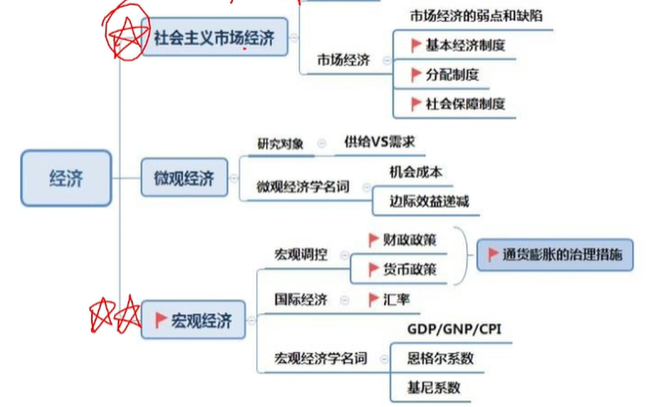 社会主义市场经济
市场经济
市场经济的弱点和缺陷
基本经济制度
分配制度
社会保障制度
经济
微观经济
研究对象
供给VS需求
微观经济学名词
机会成本
边际效益递减
宏观经济
宏观调控
财政政策
货币政策
通货膨胀的治理措施
国际经济
汇率
宏观经济学名词
GDP/GNP/CPI
恩格尔系数
基尼系数